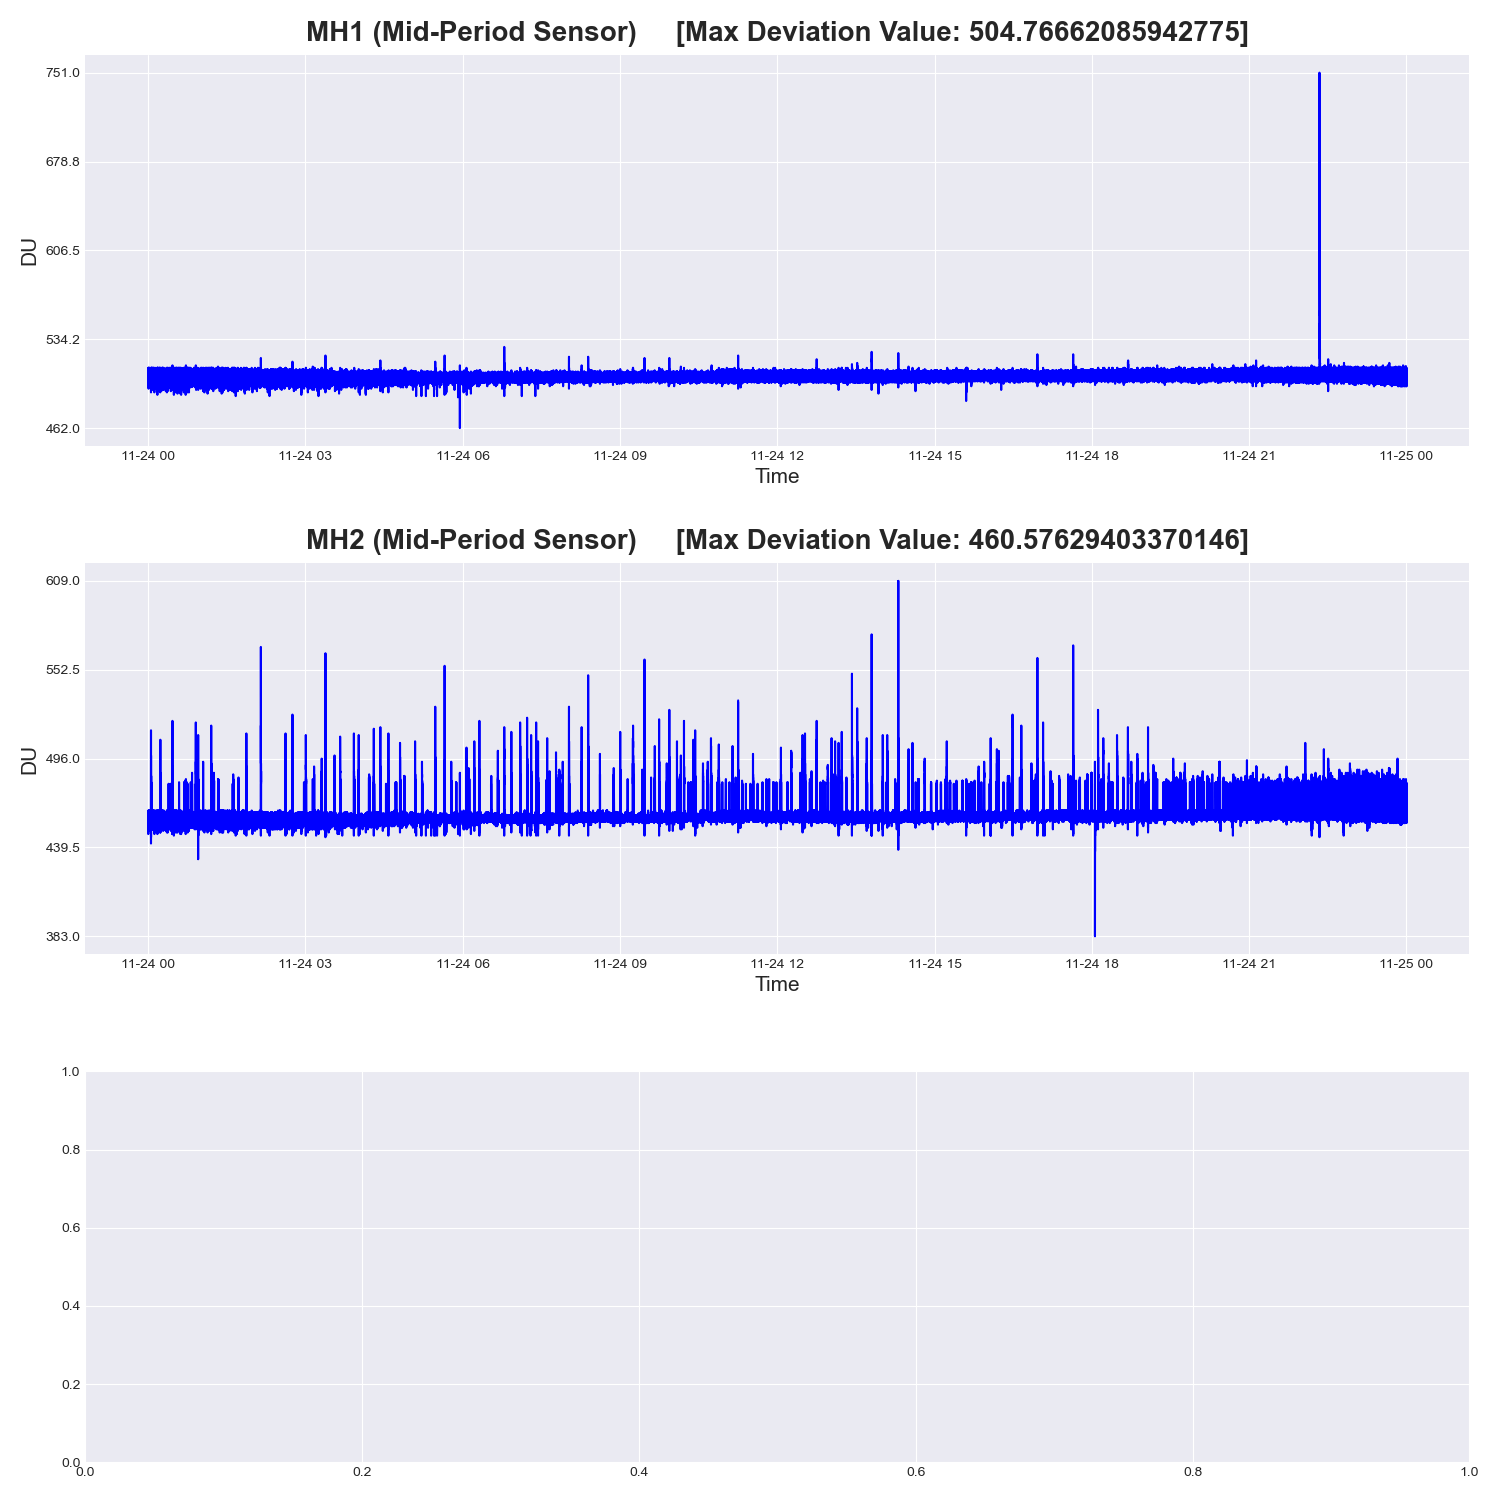 MH1 (Mid-Period Sensor) [Max Deviation Value: 504.76662085942775]
751.0
678.8
606.5
534.2
462.0
DU
11-24 00 11-24 03 11-24 06 11-24 09 11-24 12 11-24 15 11-24 18 11-24 21 11-25 00
Time
MH2 (Mid-Period Sensor) [Max Deviation Value: 460.57629403370146]
609.0
552.5
496.0
439.5
383.0
DU
11-24 00 11-24 03 11-24 06 11-24 09 11-24 12 11-24 15 11-24 18 11-24 21 11-25 00
Time
1.0
0.8
0.6
0.4
0.2
0.0
0.0 0.2 0.4 0.6 0.8 1.0